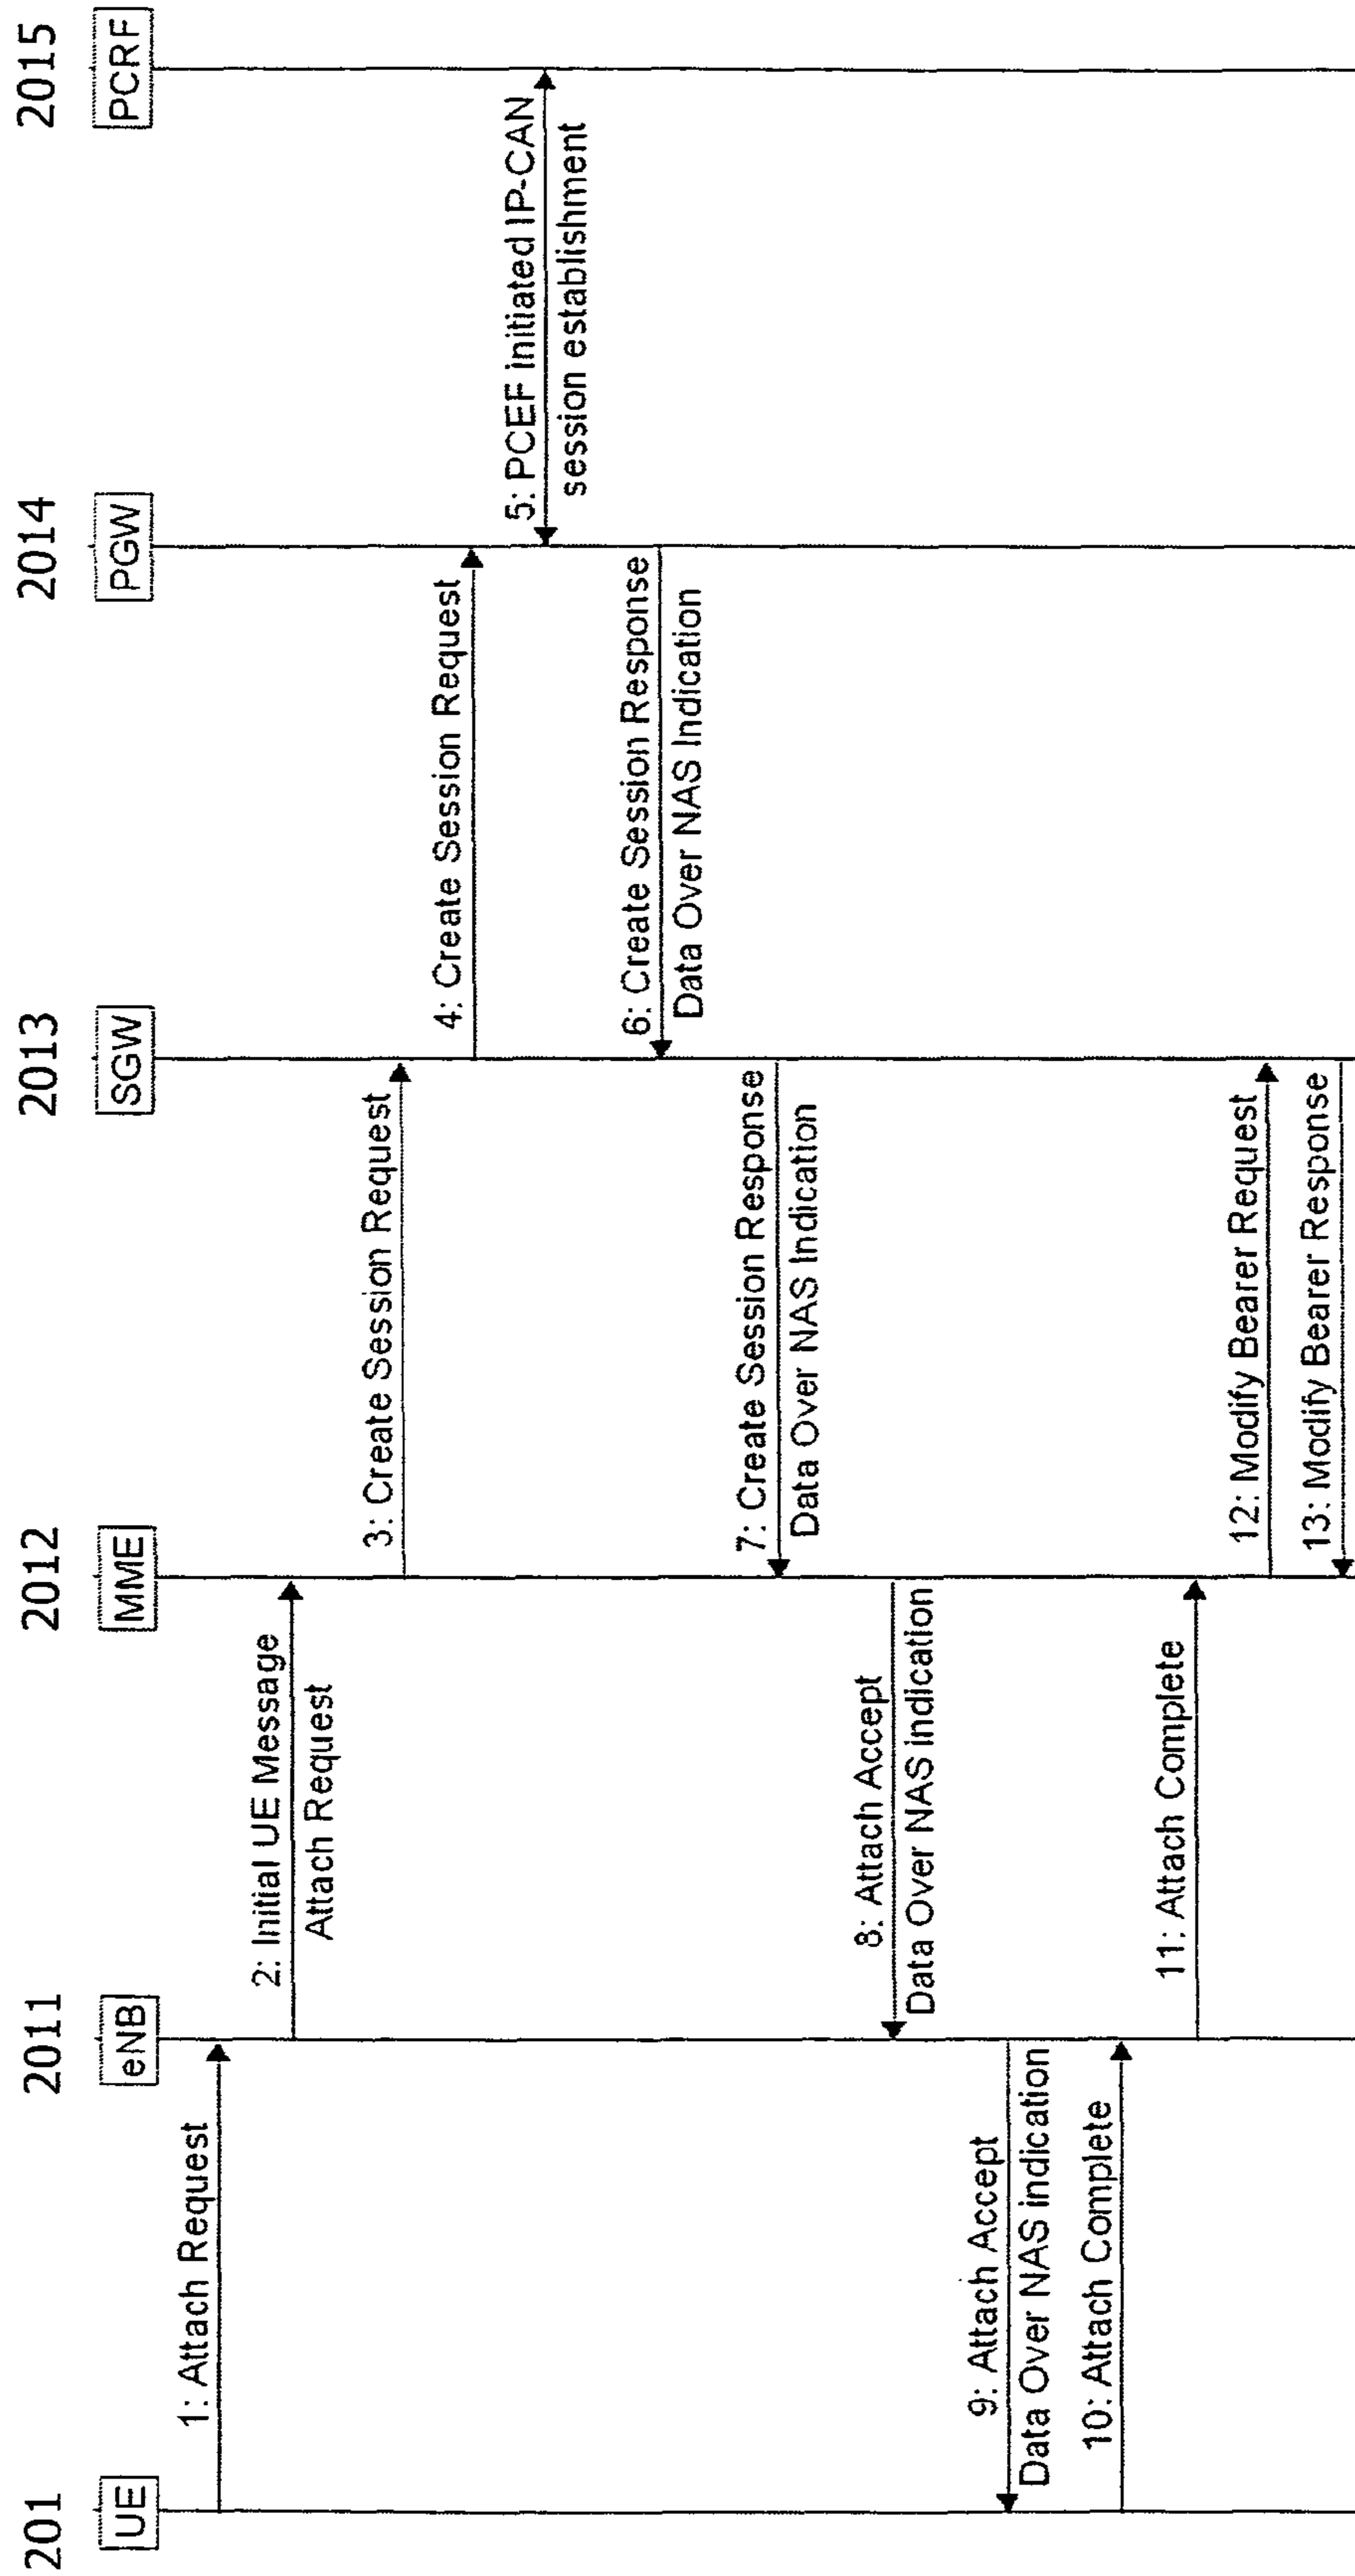 201
2011
2012
2013
2014
2015
UE
eNB
MME
SGW
PGW
PCRF
1: Attach Request
2: Initial UE Message
Attach Request
3: Create Session Request
4: Create Session Request
5: PCEF initiated IP-CAN
session establishment
6: Create Session Response
Data Over NAS Indication
7: Create Session Response
Data Over NAS Indication
8: Attach Accept
Data Over NAS indication
9: Attach Accept
Data Over NAS indication
10: Attach Complete
11: Attach Complete
12: Modify Bearer Request
13: Modify Bearer Response